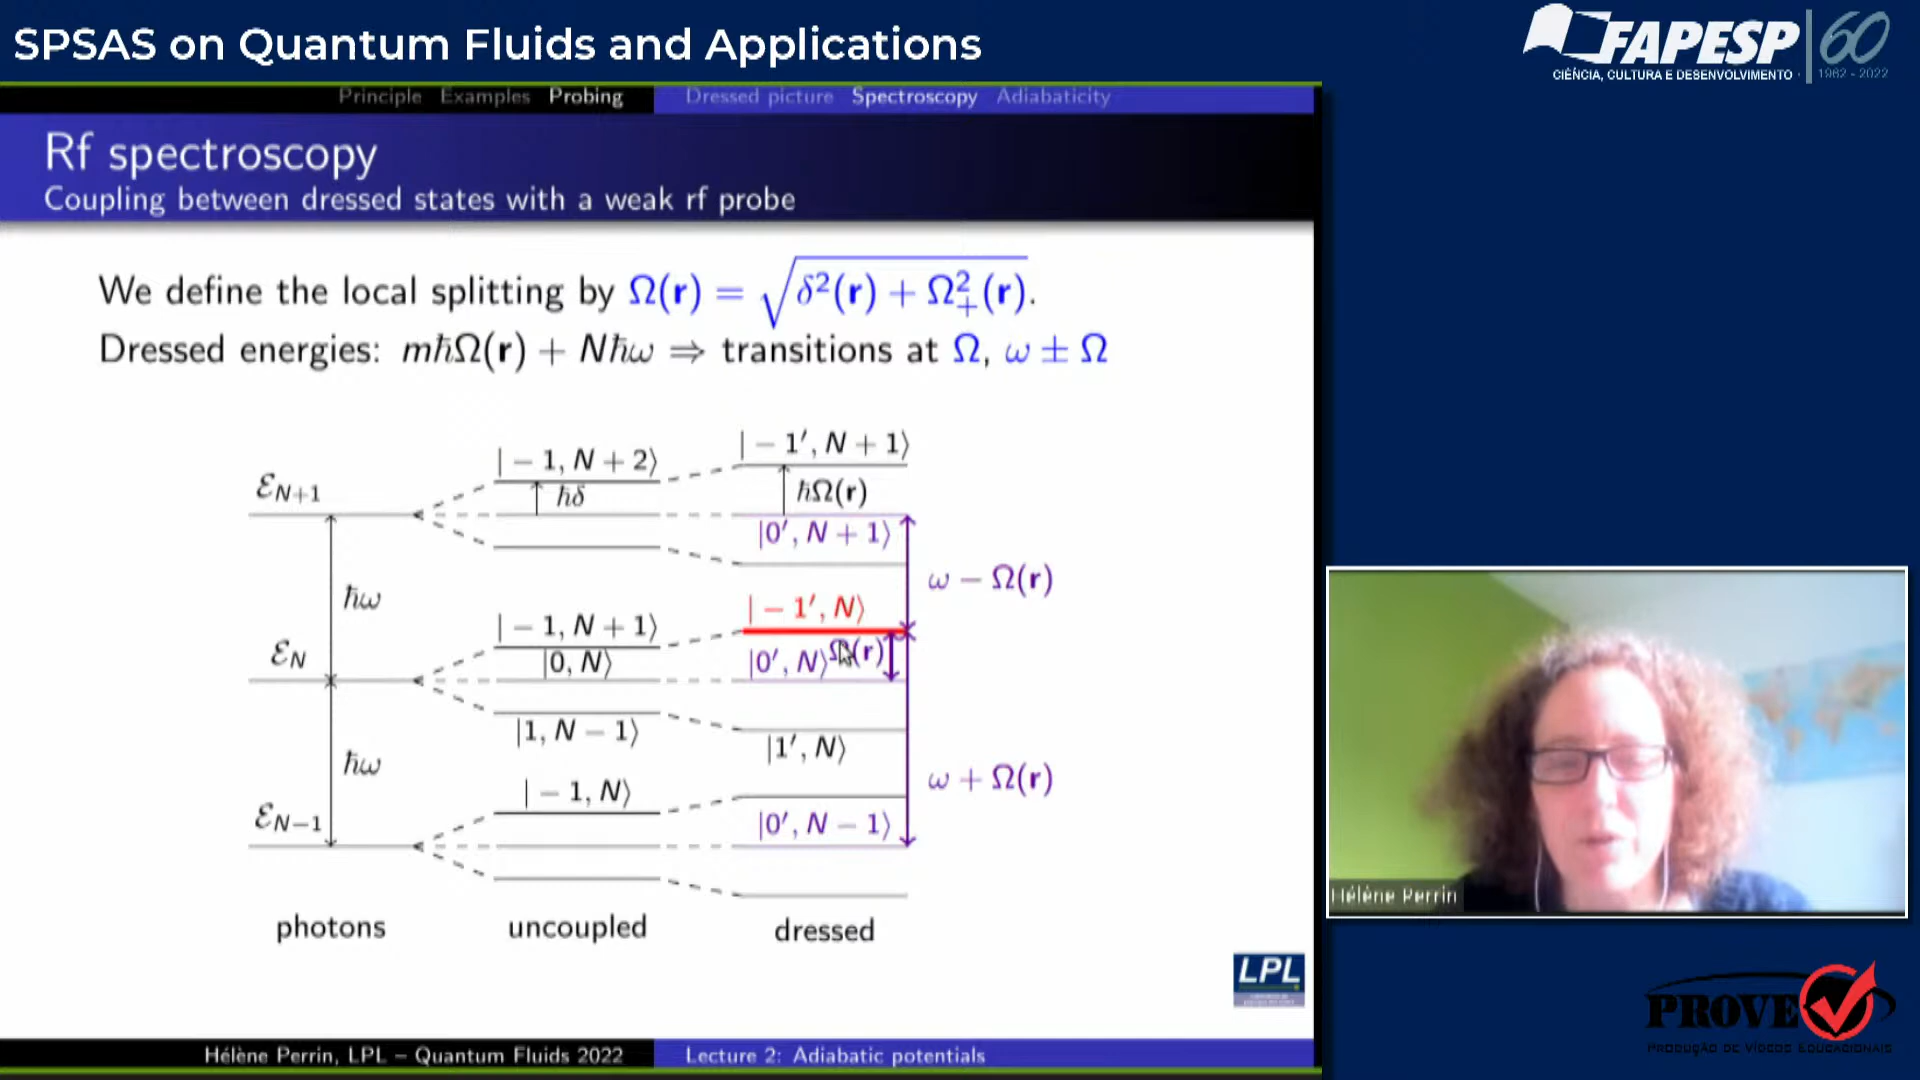 SPSAS on Quantum Fluids and Applications
FAPESP 60
CIÊNCIA, CULTURA E DESENVOLVIMENTO 1962 - 2022
Principle Examples Probing Dressed picture Spectroscopy Adiabaticity
Rf spectroscopy
Coupling between dressed states with a weak rf probe
We define the local splitting by Ω(r) = √δ²(r) + Ω₊²(r).
Dressed energies: mħΩ(r) + Nħω ⇒ transitions at Ω, ω ± Ω
|−1′, N + 1⟩
|−1, N + 2⟩
ℰN+1
ħδ
ħΩ(r)
|0′, N + 1⟩
ω − Ω(r)
ħω
|−1′, N⟩
|−1, N + 1⟩
ℰN
|0, N⟩
|0′, N⟩ Ω(r)
|1, N − 1⟩
|1′, N⟩
ħω
ω + Ω(r)
|−1, N⟩
ℰN−1
|0′, N − 1⟩
photons uncoupled dressed
Hélène Perrin
LPL
PROVE
PRODUÇÃO DE VÍDEOS EDUCACIONAIS
Hélène Perrin, LPL – Quantum Fluids 2022 Lecture 2: Adiabatic potentials